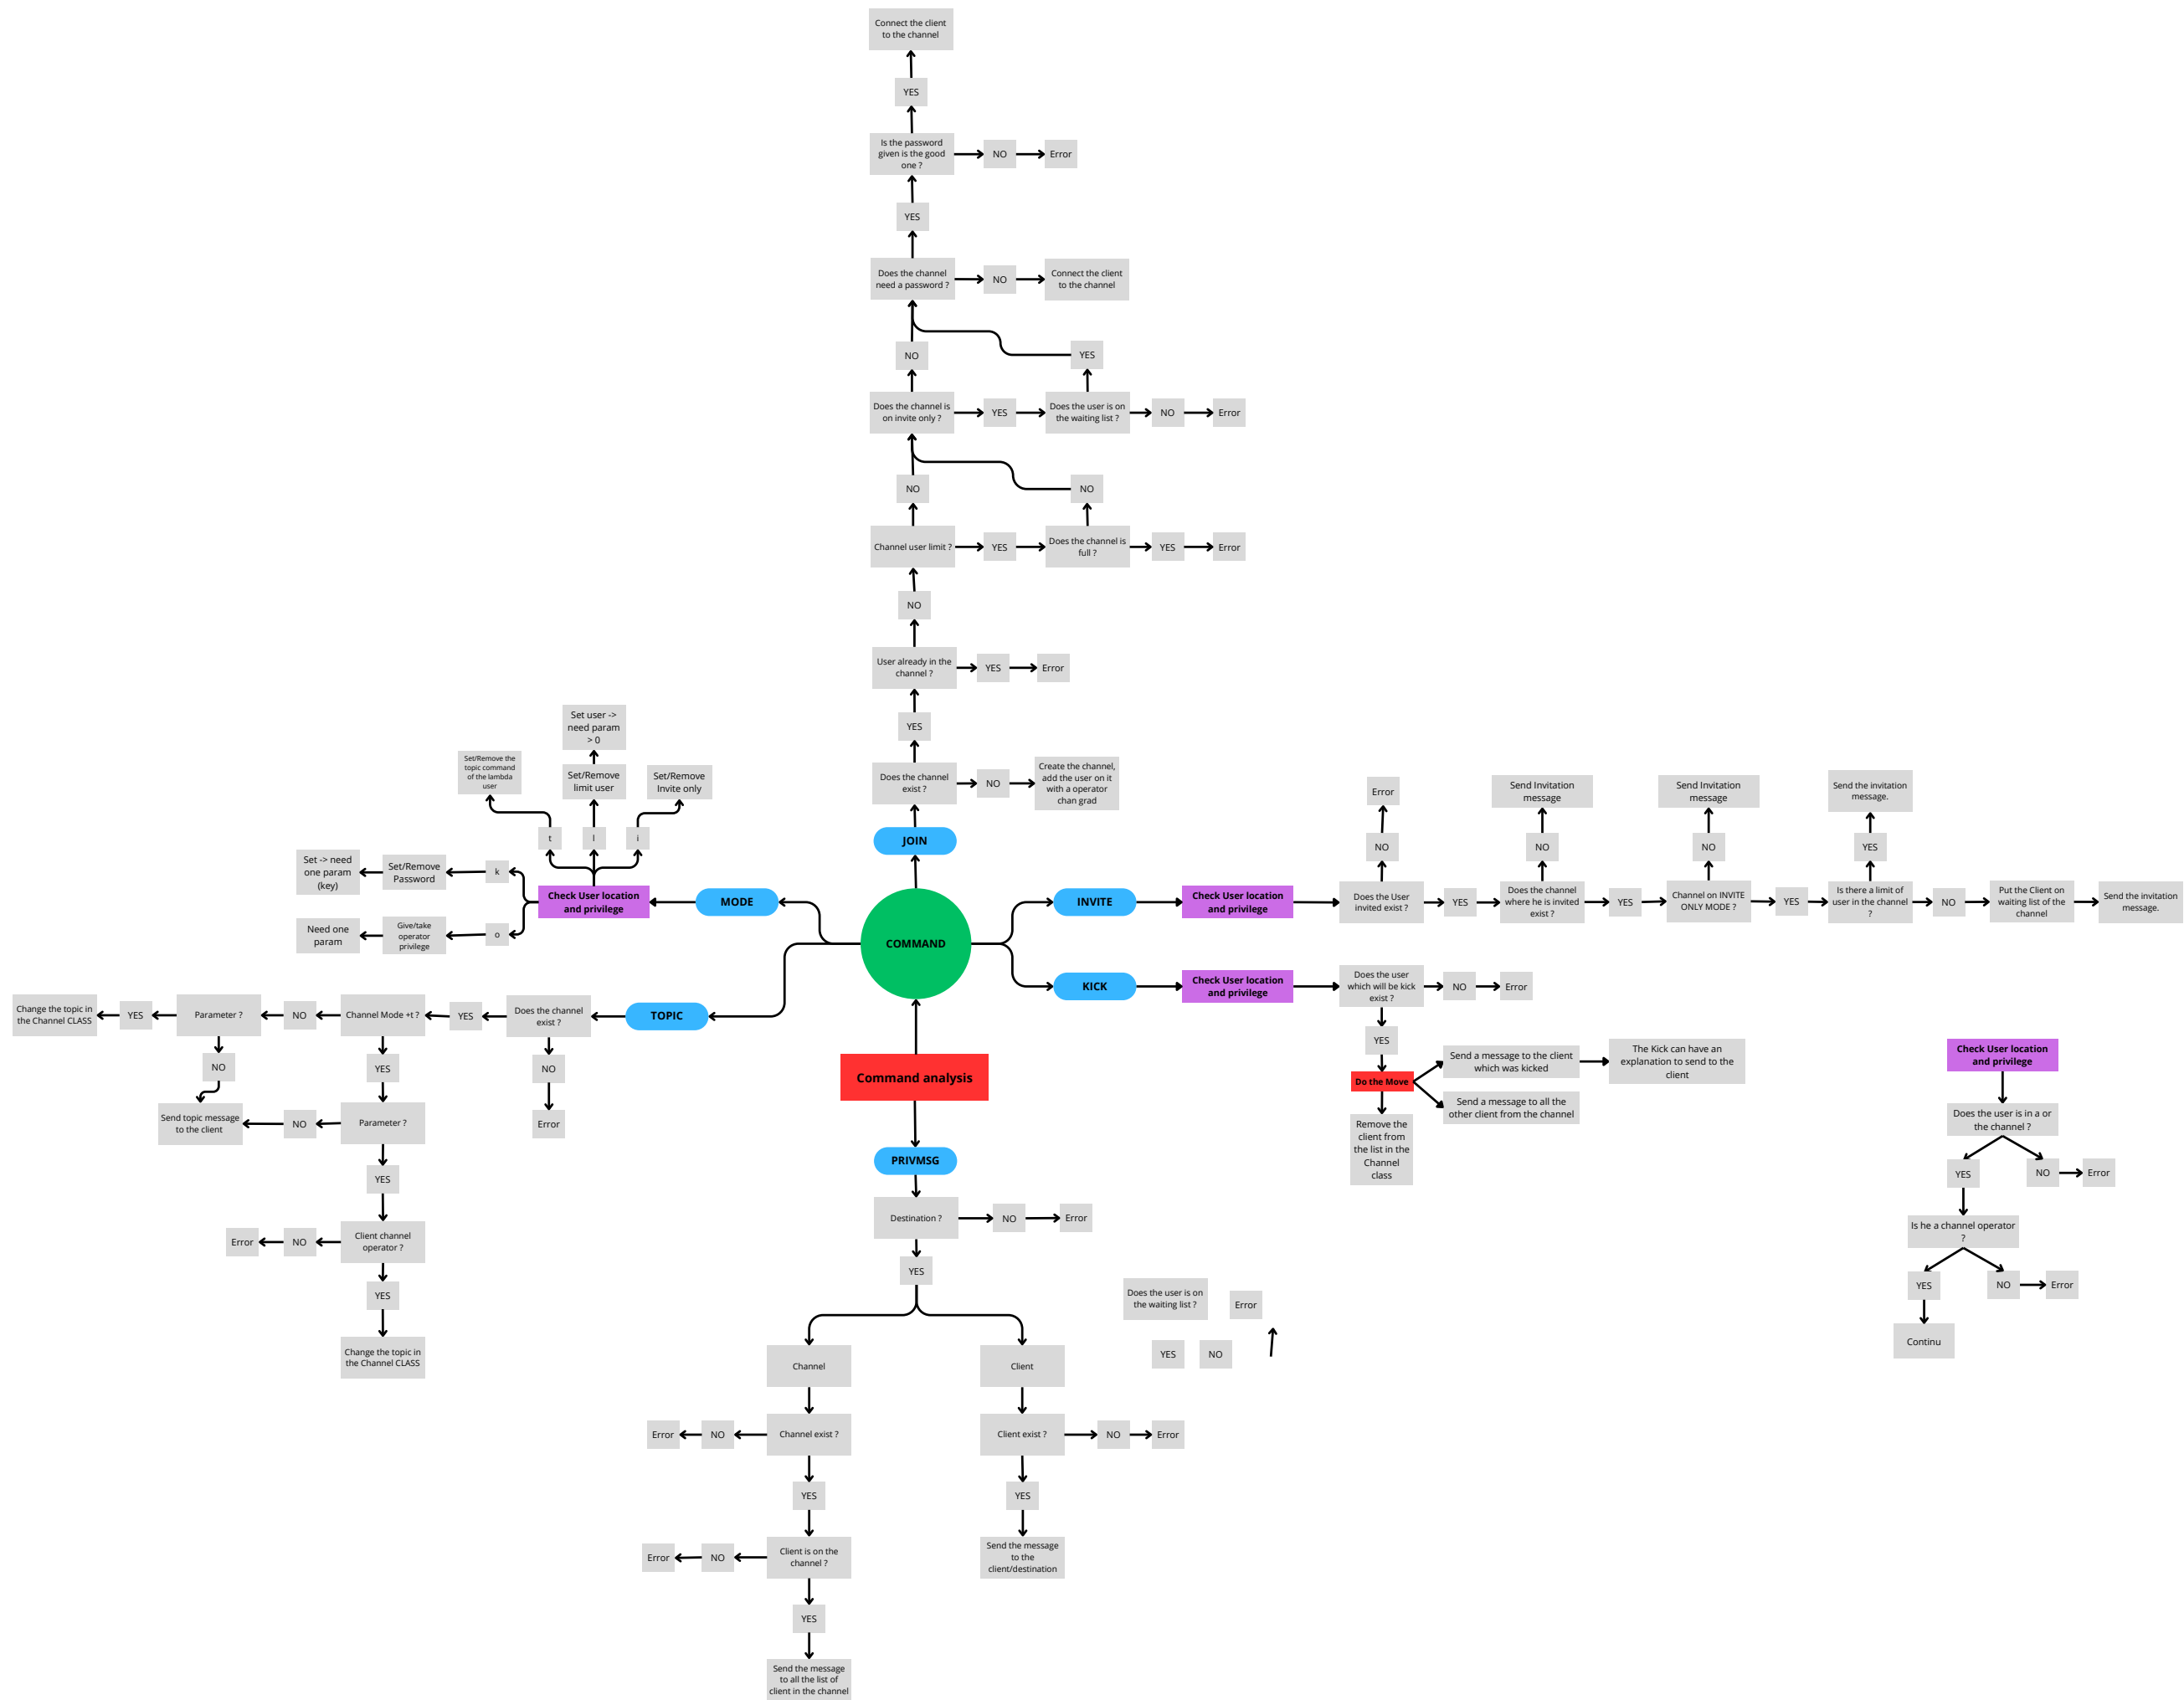 Connect the client
to the channel
YES
Is the password
given is the good
one ?
NO
Error
YES
Does the channel
need a password ?
NO
Connect the client
to the channel
NO
YES
Does the channel is
on invite only ?
YES
Does the user is on
the waiting list ?
NO
Error
NO
NO
Channel user limit ?
YES
Does the channel is
full ?
YES
Error
NO
User already in the
channel ?
YES
Error
YES
Does the channel
exist ?
NO
Create the channel,
add the user on it
with a operator
chan grad
JOIN
Set user ->
need param
> 0
Set/Remove the
topic command
of the lambda
user
Set/Remove
limit user
Set/Remove
Invite only
t
l
i
Set -> need
one param
(key)
Set/Remove
Password
k
Check User location
and privilege
MODE
Need one
param
Give/take
operator
privilege
o
COMMAND
INVITE
Check User location
and privilege
Error
NO
Does the User
invited exist ?
YES
Send Invitation
message
NO
Does the channel
where he is invited
exist ?
YES
Send Invitation
message
NO
Channel on INVITE
ONLY MODE ?
YES
Send the invitation
message.
YES
Is there a limit of
user in the channel
?
NO
Put the Client on
waiting list of the
channel
Send the invitation
message.
KICK
Check User location
and privilege
Does the user
which will be kick
exist ?
NO
Error
YES
Do the Move
Send a message to the client
which was kicked
The Kick can have an
explanation to send to the
client
Send a message to all the
other client from the channel
Remove the
client from
the list in the
Channel
class
Change the topic in
the Channel CLASS
YES
Parameter ?
NO
Channel Mode +t ?
YES
Does the channel
exist ?
TOPIC
NO
YES
NO
Send topic message
to the client
NO
Parameter ?
Error
YES
Error
NO
Client channel
operator ?
YES
Change the topic in
the Channel CLASS
Command analysis
PRIVMSG
Destination ?
NO
Error
YES
Channel
Client
Error
NO
Channel exist ?
Client exist ?
NO
Error
YES
YES
Error
NO
Client is on the
channel ?
Send the message
to the
client/destination
YES
Send the message
to all the list of
client in the channel
Does the user is on
the waiting list ?
Error
YES
NO
Check User location
and privilege
Does the user is in a or
the channel ?
YES
NO
Error
Is he a channel operator
?
YES
NO
Error
Continu